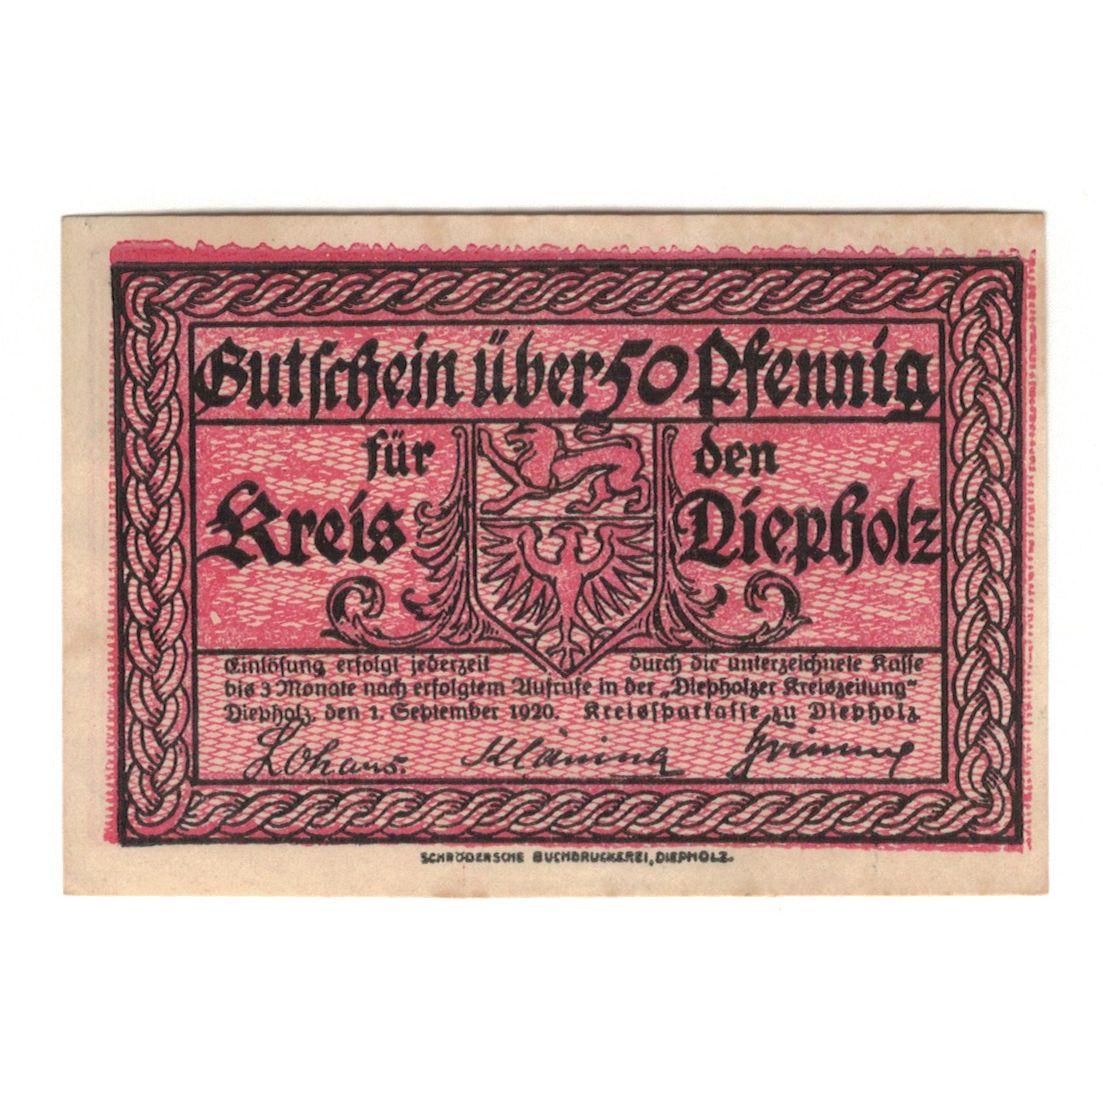 Gutschein über 50 Pfennig
für den
Kreis Diepholz
Einlösung erfolgt jederzeit durch die unterzeichnete Kasse
bis 3 Monate nach erfolgtem Aufrufe in der „Diepholzer Kreiszeitung“
Diepholz, den 1. September 1920. Kreissparkasse zu Diepholz
SCHRÖDERSCHE BUCHDRUCKEREI, DIEPHOLZ.